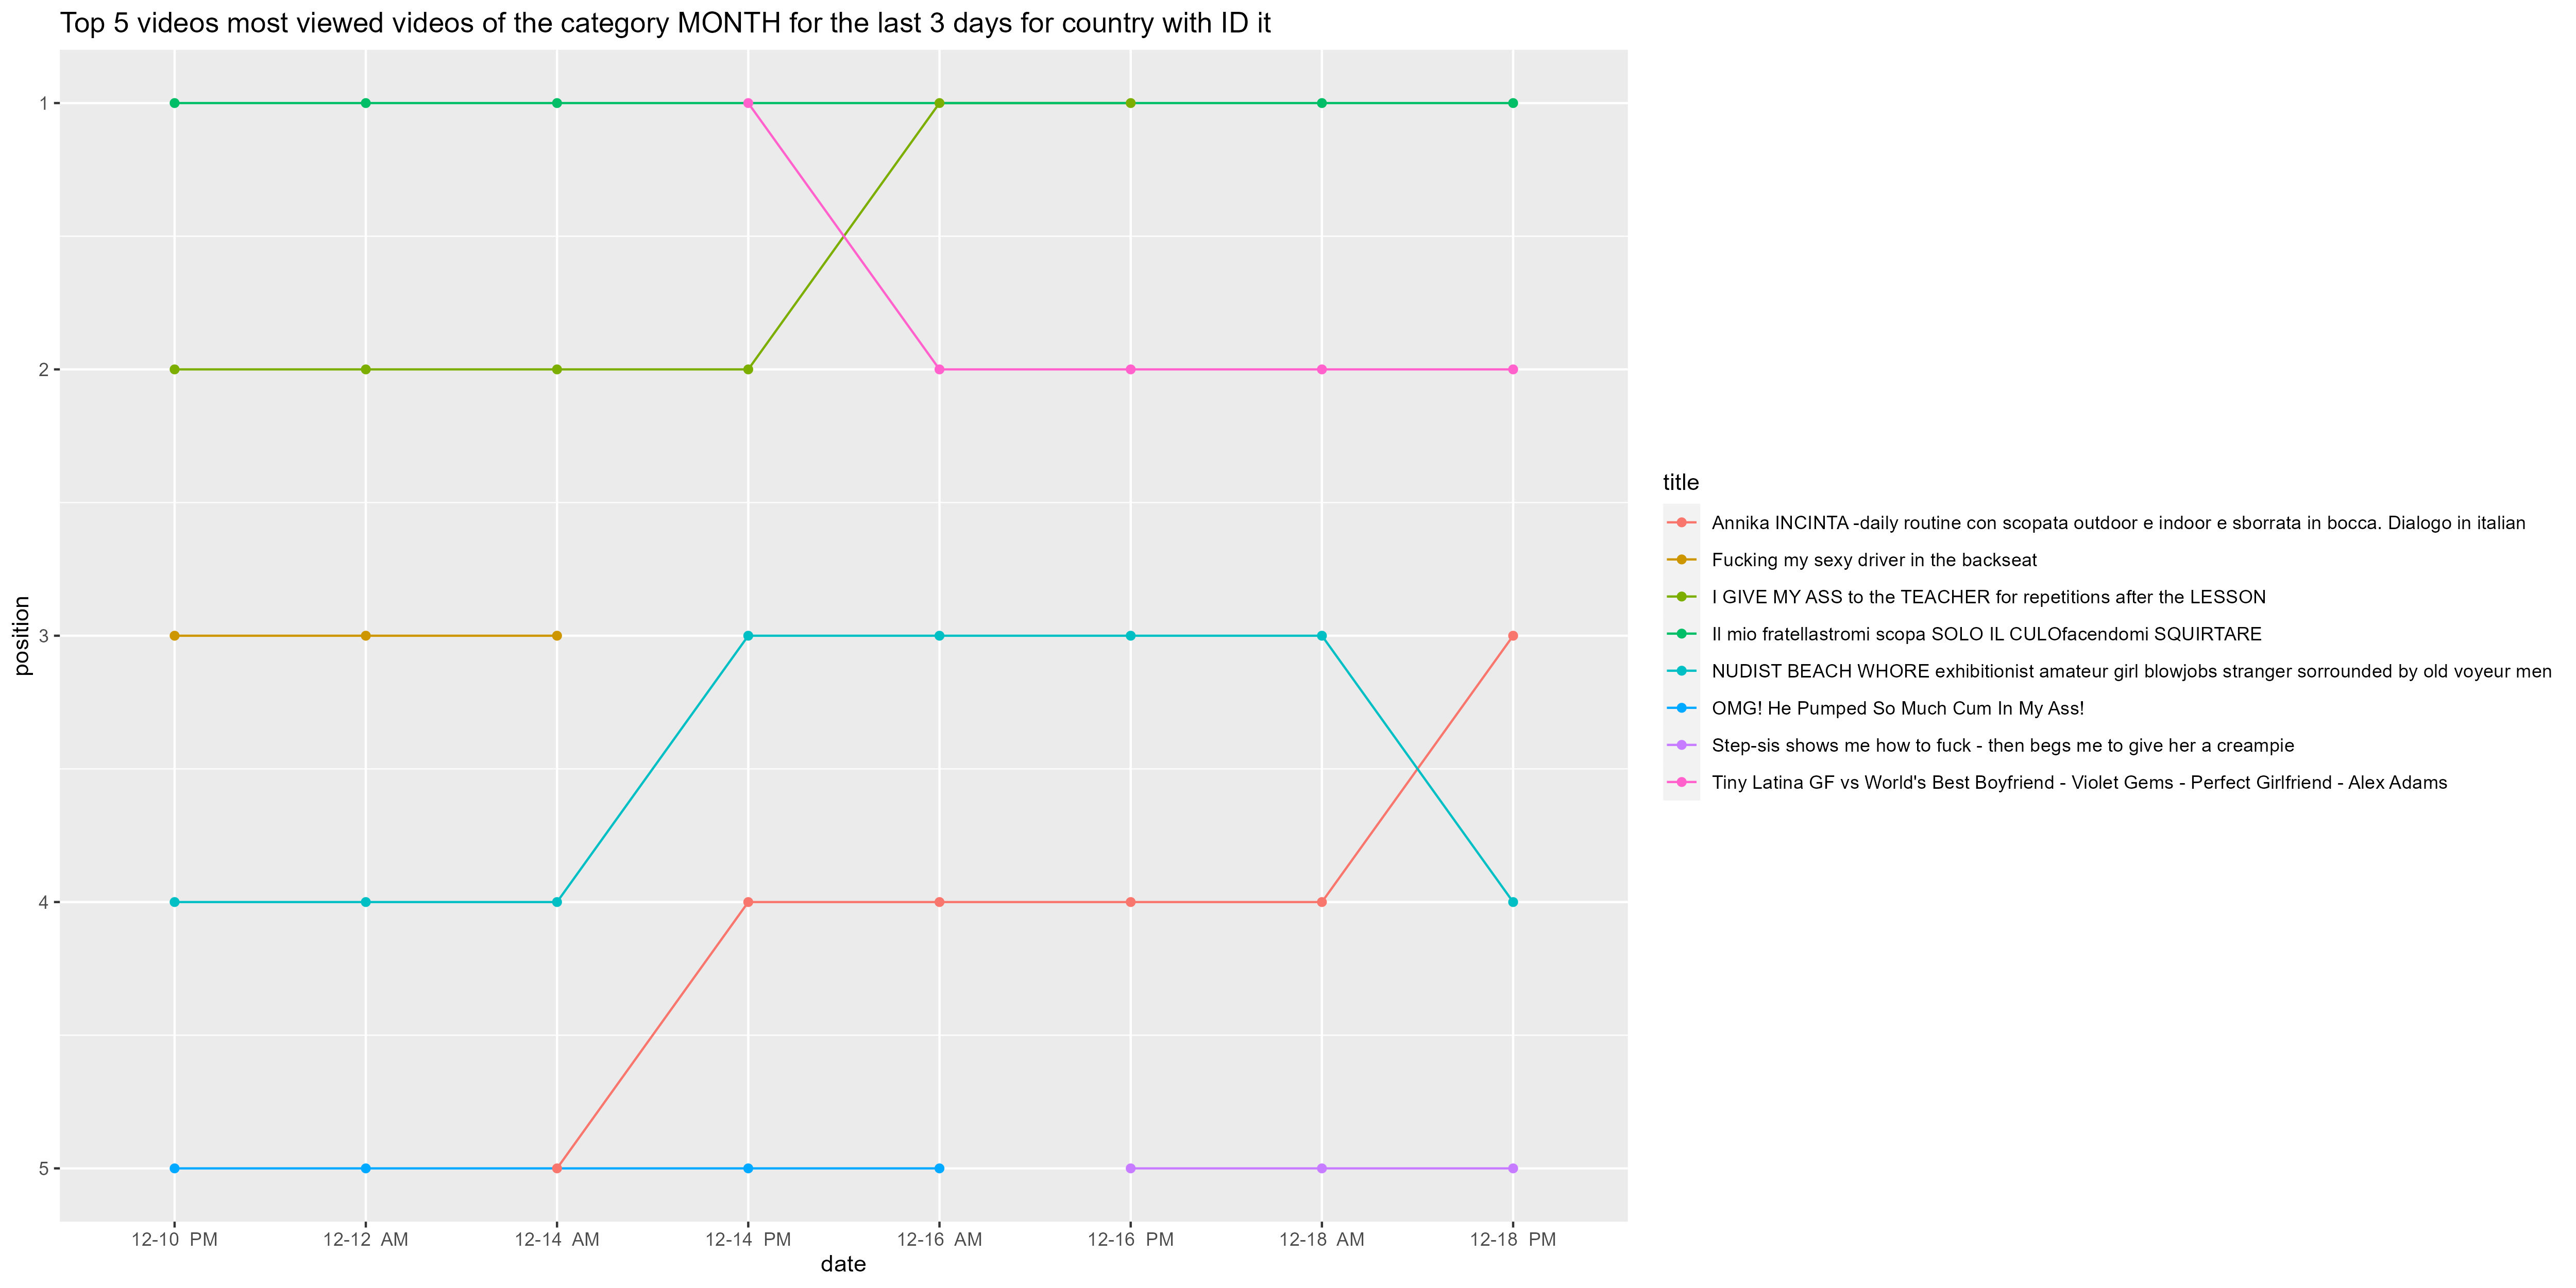 Top 5 videos most viewed videos of the category MONTH for the last 3 days for country with ID it
1
2
3
4
5
position
12-10 PM
12-12 AM
12-14 AM
12-14 PM
12-16 AM
12-16 PM
12-18 AM
12-18 PM
date
title
Annika INCINTA -daily routine con scopata outdoor e indoor e sborrata in bocca. Dialogo in italian
Fucking my sexy driver in the backseat
I GIVE MY ASS to the TEACHER for repetitions after the LESSON
Il mio fratellastromi scopa SOLO IL CULOfacendomi SQUIRTARE
NUDIST BEACH WHORE exhibitionist amateur girl blowjobs stranger sorrounded by old voyeur men
OMG! He Pumped So Much Cum In My Ass!
Step-sis shows me how to fuck - then begs me to give her a creampie
Tiny Latina GF vs World's Best Boyfriend - Violet Gems - Perfect Girlfriend - Alex Adams